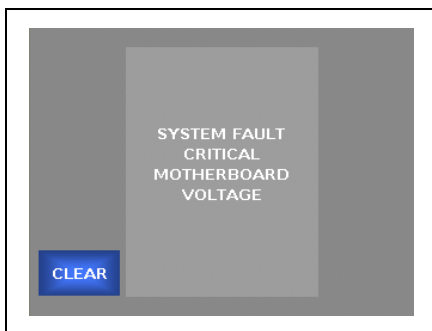 SYSTEM FAULT
CRITICAL
MOTHERBOARD
VOLTAGE
CLEAR